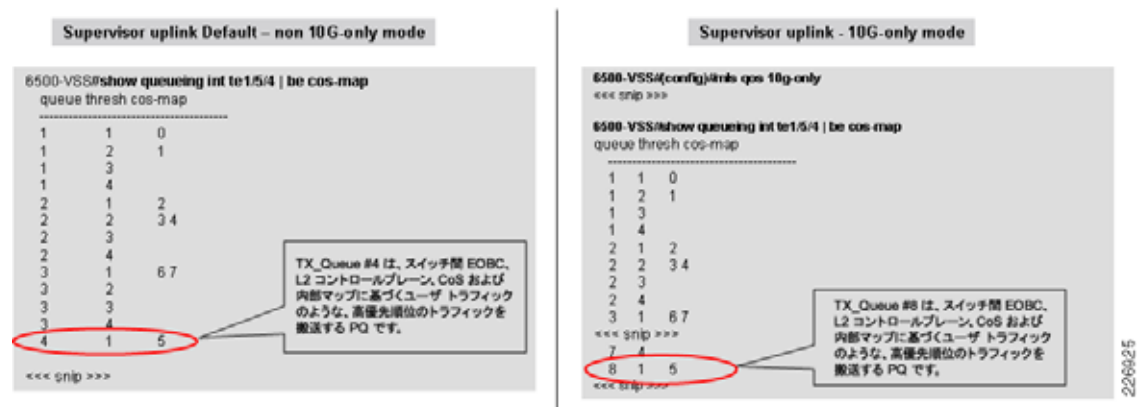 Supervisor uplink Default – non 10G-only mode
6500-VSS#show queueing int te1/5/4 | be cos-map
queue thresh cos-map
----------------------------------------
1 1 0
1 2 1
1 3
1 4
2 1 2
2 2 3 4
2 3
2 4
3 1 6 7
3 2
3 3
3 4
4 1 5
<<< snip >>>
TX_Queue #4 は、スイッチ間 EOBC、
L2 コントロールプレーン、CoS および
内部マップに基づくユーザ トラフィック
のような、高優先順位のトラフィックを
搬送する PQ です。
Supervisor uplink - 10G-only mode
6500-VSS#(config)#mls qos 10g-only
<<< snip >>>
6500-VSS#show queueing int te1/5/4 | be cos-map
queue thresh cos-map
----------------------------------------
1 1 0
1 2 1
1 3
1 4
2 1 2
2 2 3 4
2 3
2 4
3 1 6 7
<<< snip >>>
7 4
8 1 5
<<< snip >>>
TX_Queue #8 は、スイッチ間 EOBC、
L2 コントロールプレーン、CoS および
内部マップに基づくユーザ トラフィック
のような、高優先順位のトラフィックを
搬送する PQ です。
226925